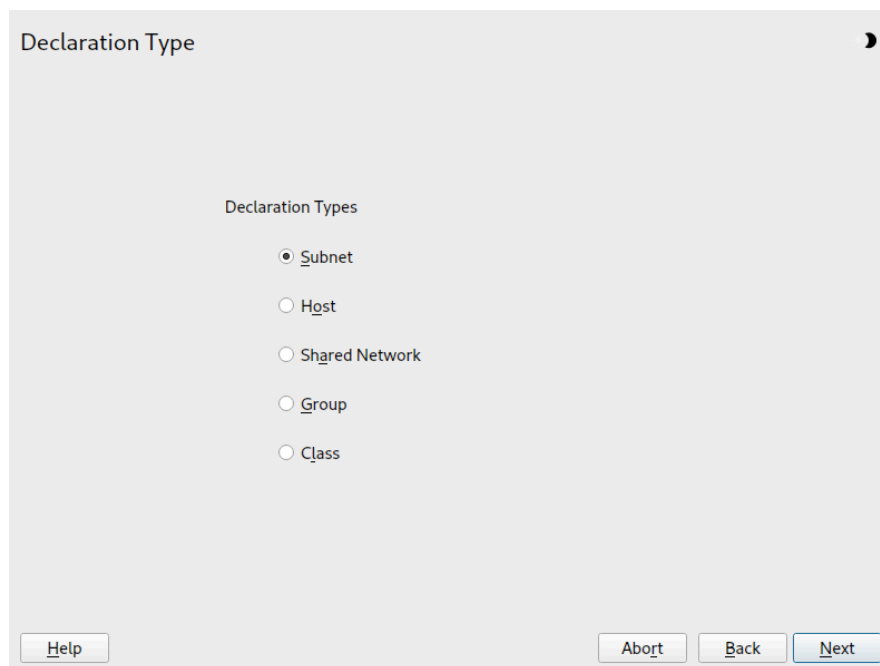 Declaration Type
Declaration Types
Subnet
Host
Shared Network
Group
Class
Help Abort Back Next